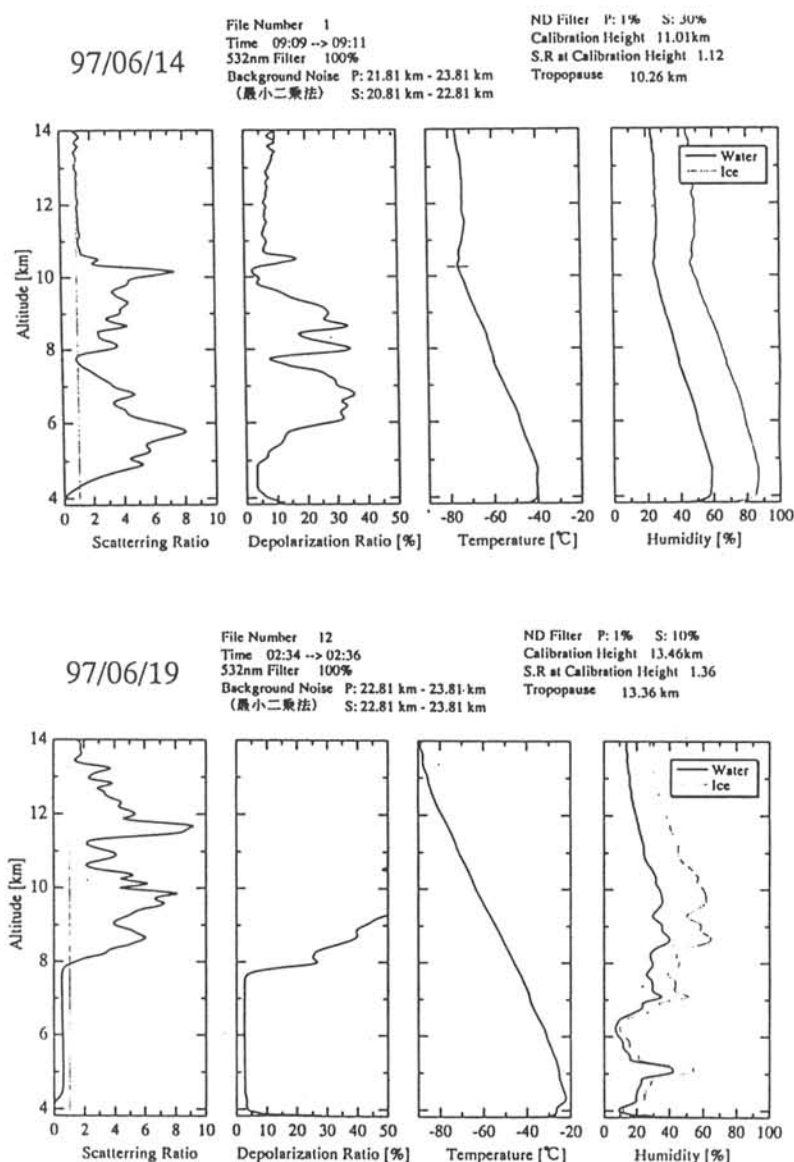 97/06/14
File Number 1
Time 09:09 --> 09:11
532nm Filter 100%
Background Noise P: 21.81 km - 23.81 km
(最小二乗法) S: 20.81 km - 22.81 km
ND Filter P: 1% S: 30%
Calibration Height 11.01km
S.R at Calibration Height 1.12
Tropopause 10.26 km
14
12
10
8
6
4
Altitude [km]
0 2 4 6 8 10
Scatterring Ratio
0 10 20 30 40 50
Depolarization Ratio [%]
-80 -60 -40 -20
Temperature [℃]
Water
Ice
0 20 40 60 80 100
Humidity [%]
97/06/19
File Number 12
Time 02:34 --> 02:36
532nm Filter 100%
Background Noise P: 22.81 km - 23.81 km
(最小二乗法) S: 22.81 km - 23.81 km
ND Filter P: 1% S: 10%
Calibration Height 13.46km
S.R at Calibration Height 1.36
Tropopause 13.36 km
14
12
10
8
6
4
Altitude [km]
0 2 4 6 8 10
Scatterring Ratio
0 10 20 30 40 50
Depolarization Ratio [%]
-80 -60 -40 -20
Temperature [℃]
Water
Ice
0 20 40 60 80 100
Humidity [%]